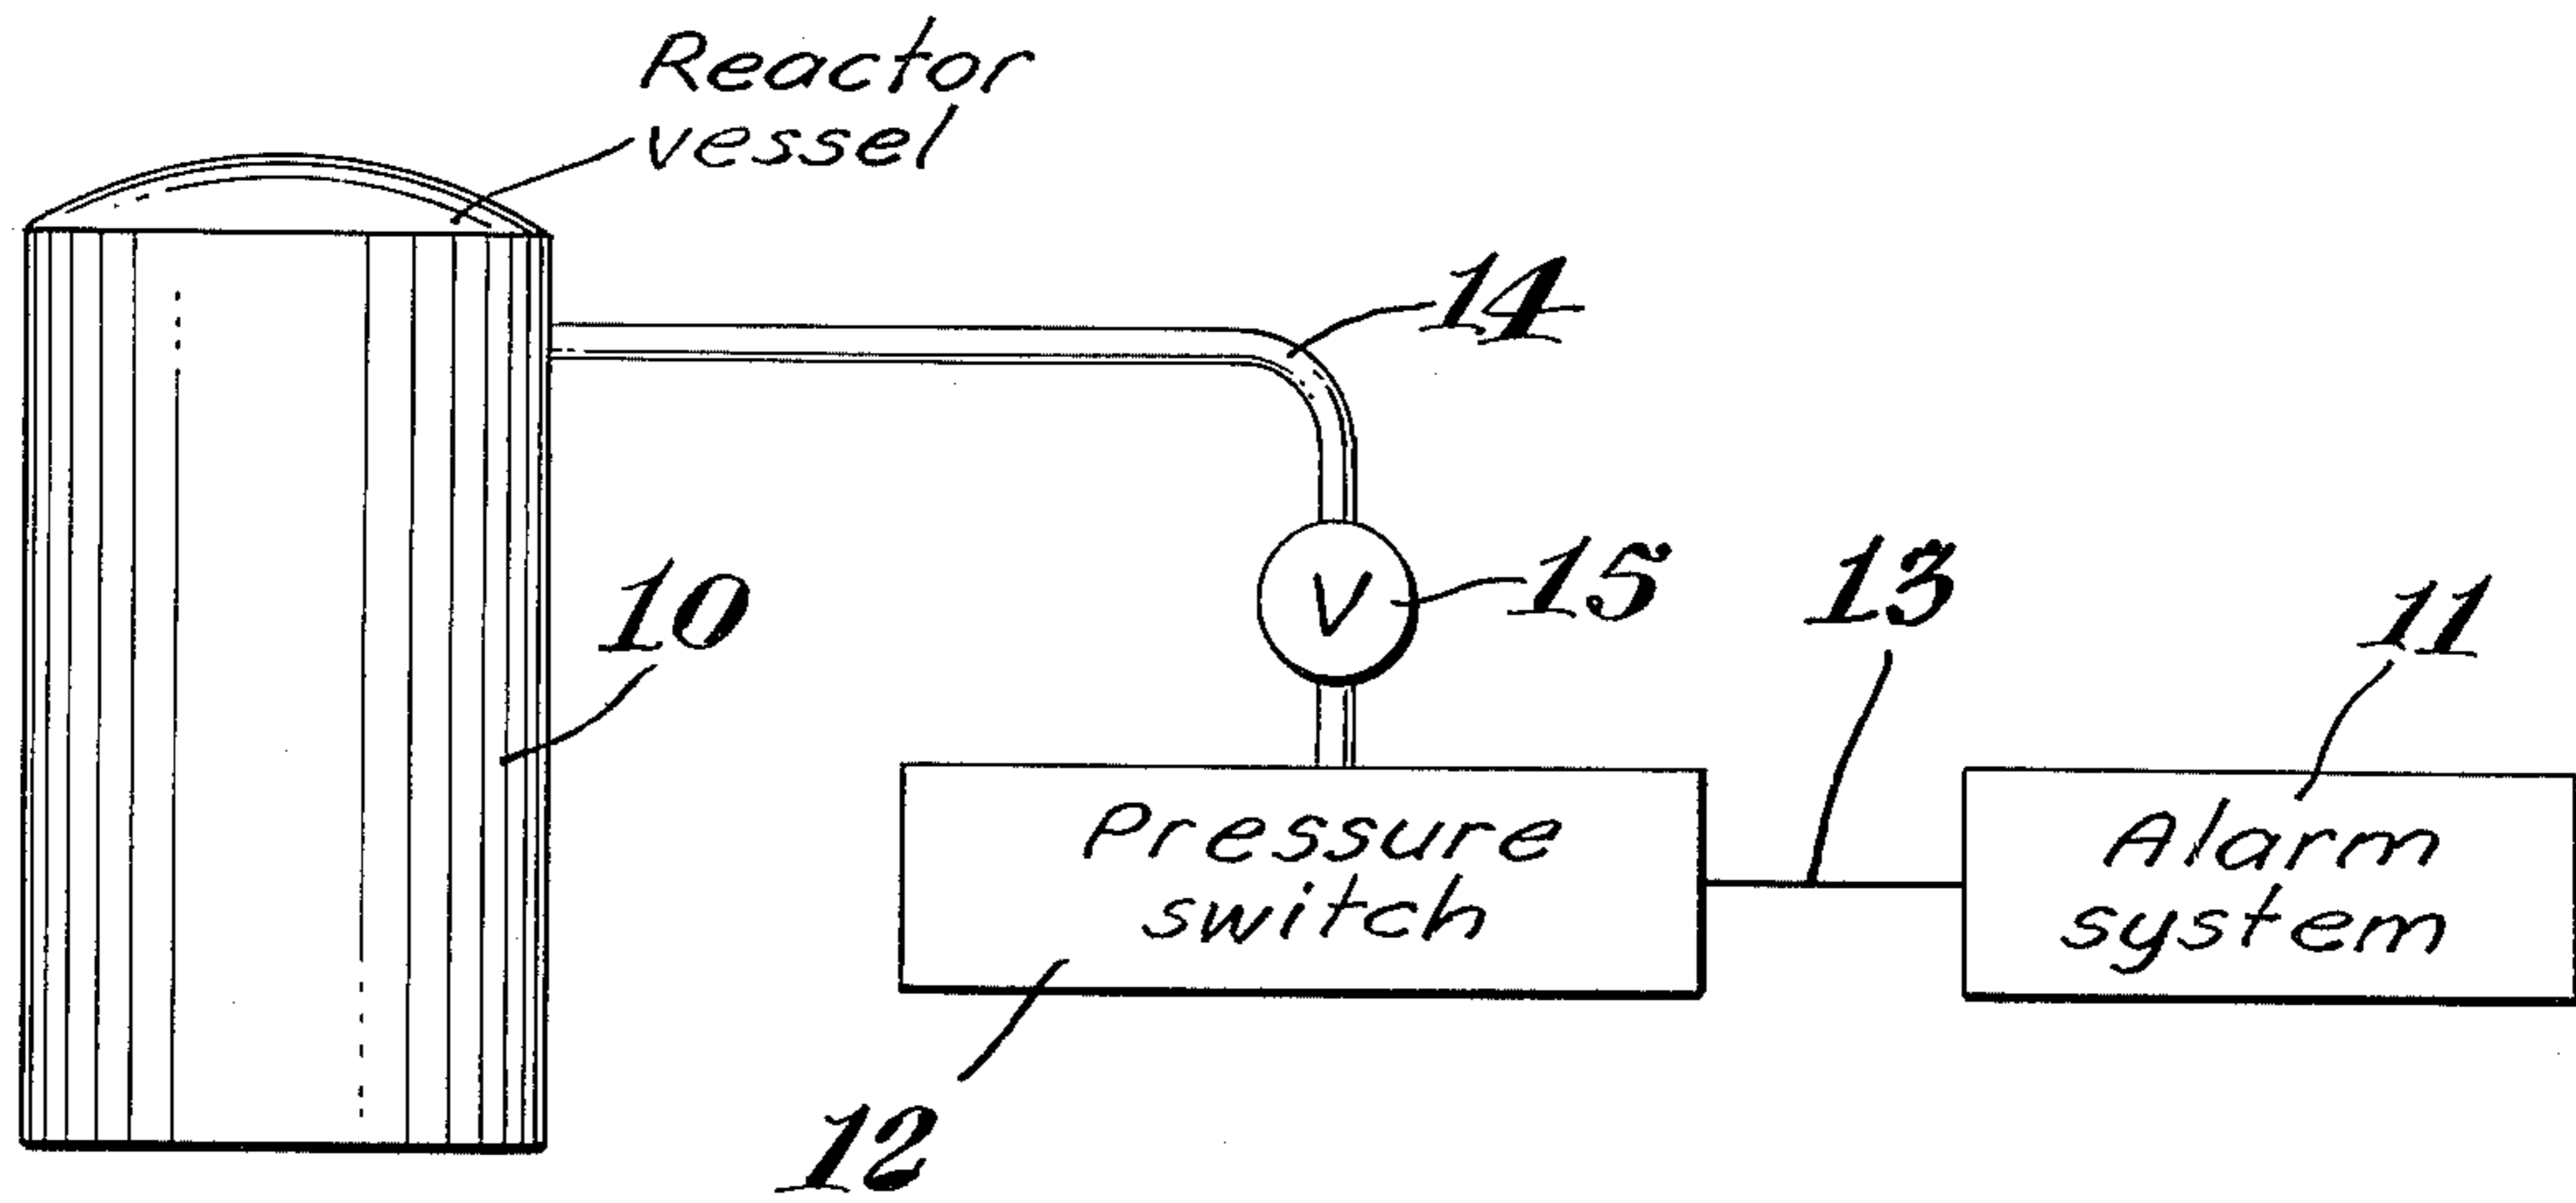 Reactor
vessel
14
10
15
13
11
V
Pressure
switch
Alarm
system
12